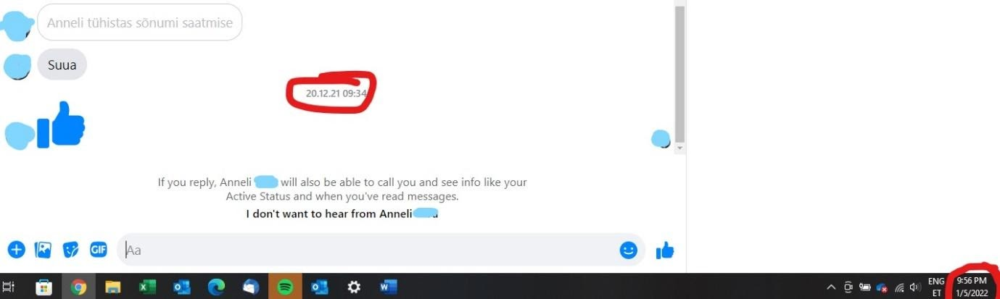 Anneli tühistas sõnumi saatmise
Suua
20.12.21 09:34
If you reply, Anneli will also be able to call you and see info like your
Active Status and when you've read messages.
I don't want to hear from Anneli
GIF
Aa
ENG
ET
9:56 PM
1/5/2022